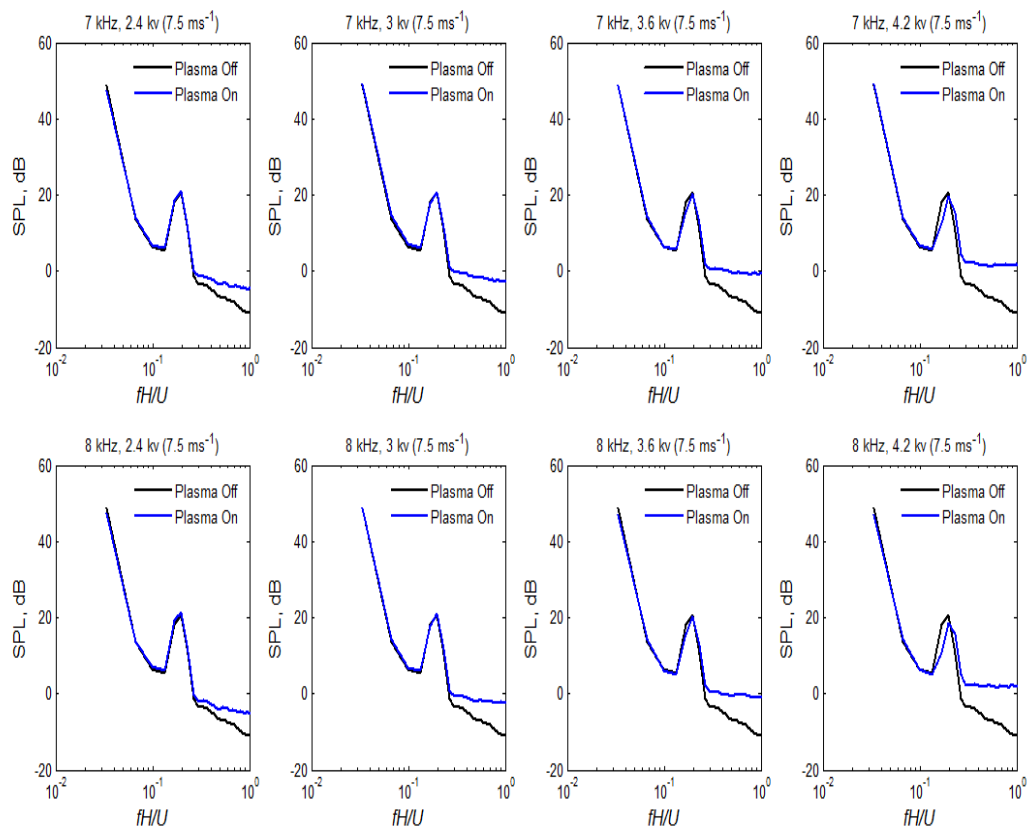 7 kHz, 2.4 kv (7.5 ms⁻¹)
60
40
20
0
-20
SPL, dB
Plasma Off
Plasma On
10⁻² 10⁻¹ 10⁰
fH/U
7 kHz, 3 kv (7.5 ms⁻¹)
60
40
20
0
-20
SPL, dB
Plasma Off
Plasma On
10⁻² 10⁻¹ 10⁰
fH/U
7 kHz, 3.6 kv (7.5 ms⁻¹)
60
40
20
0
-20
SPL, dB
Plasma Off
Plasma On
10⁻² 10⁻¹ 10⁰
fH/U
7 kHz, 4.2 kv (7.5 ms⁻¹)
60
40
20
0
-20
SPL, dB
Plasma Off
Plasma On
10⁻² 10⁻¹ 10⁰
fH/U
8 kHz, 2.4 kv (7.5 ms⁻¹)
60
40
20
0
-20
SPL, dB
Plasma Off
Plasma On
10⁻² 10⁻¹ 10⁰
fH/U
8 kHz, 3 kv (7.5 ms⁻¹)
60
40
20
0
-20
SPL, dB
Plasma Off
Plasma On
10⁻² 10⁻¹ 10⁰
fH/U
8 kHz, 3.6 kv (7.5 ms⁻¹)
60
40
20
0
-20
SPL, dB
Plasma Off
Plasma On
10⁻² 10⁻¹ 10⁰
fH/U
8 kHz, 4.2 kv (7.5 ms⁻¹)
60
40
20
0
-20
SPL, dB
Plasma Off
Plasma On
10⁻² 10⁻¹ 10⁰
fH/U